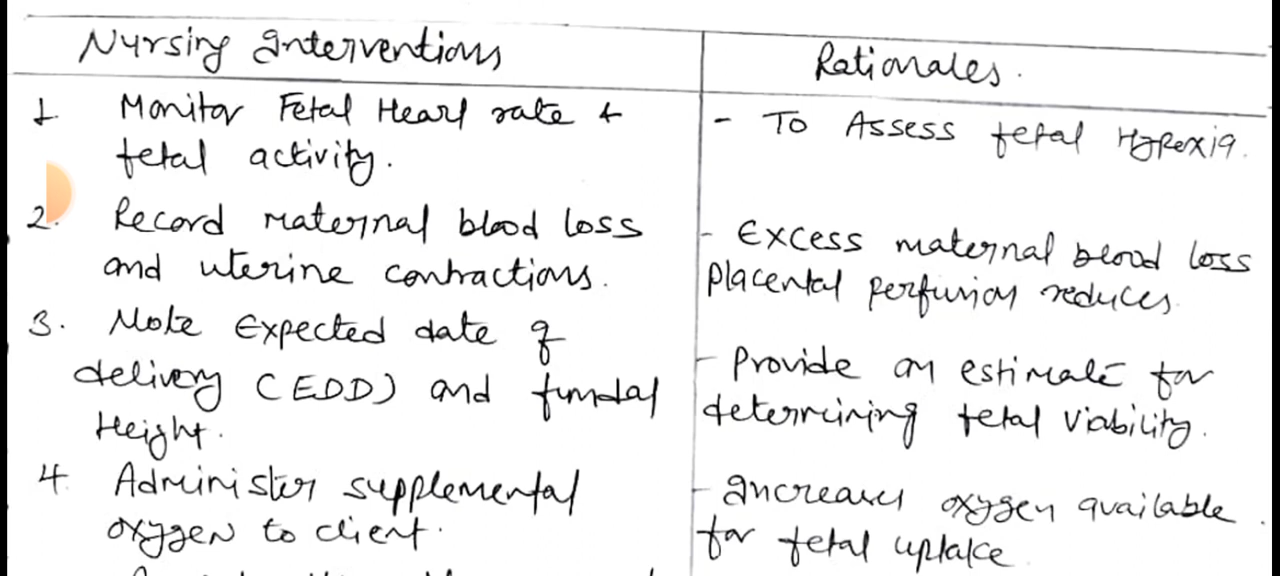 Nursing Interventions
Rationales.
1. Monitor Fetal Heart rate &
fetal activity.
- To Assess fetal Hypoxia.
2. Record maternal blood loss
and uterine contractions.
- Excess maternal blood loss
placental perfusion reduces.
3. Note Expected date of
delivery (EDD) and fundal
Height.
- Provide an estimate for
determining fetal viability.
4. Administer supplemental
oxygen to client.
- Increases oxygen available
for fetal uptake